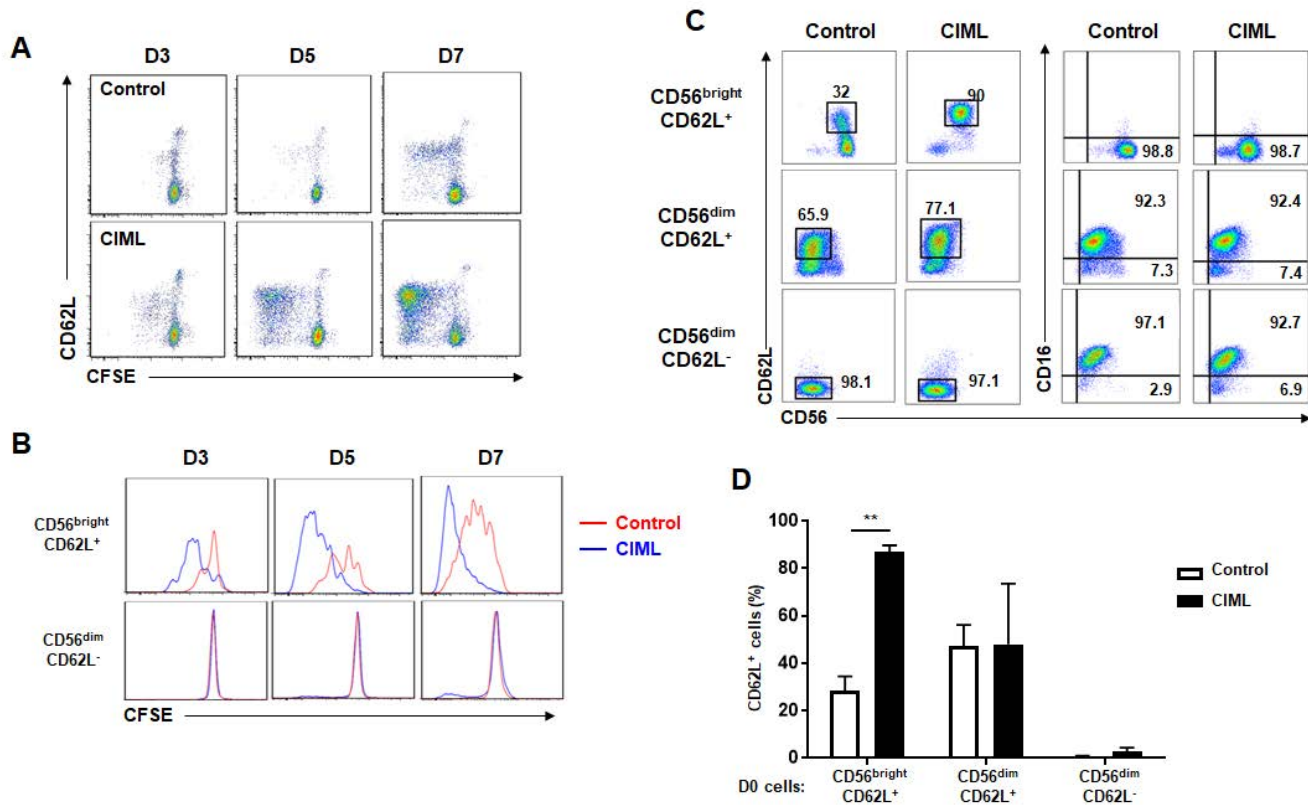 A
D3 D5 D7
Control
CIML
CD62L
CFSE
B
D3 D5 D7
CD56bright
CD62L+
CD56dim
CD62L-
Control
CIML
CFSE
C
Control CIML Control CIML
CD56bright
CD62L+
32 90 98.8 98.7
CD56dim
CD62L+
65.9 77.1 92.3 92.4
7.3 7.4
CD56dim
CD62L-
98.1 97.1 97.1 92.7
2.9 6.9
CD62L
CD16
CD56
D
**
100
80
60
40
20
0
CD62L+ cells (%)
Control
CIML
D0 cells:
CD56bright
CD62L+
CD56dim
CD62L+
CD56dim
CD62L-